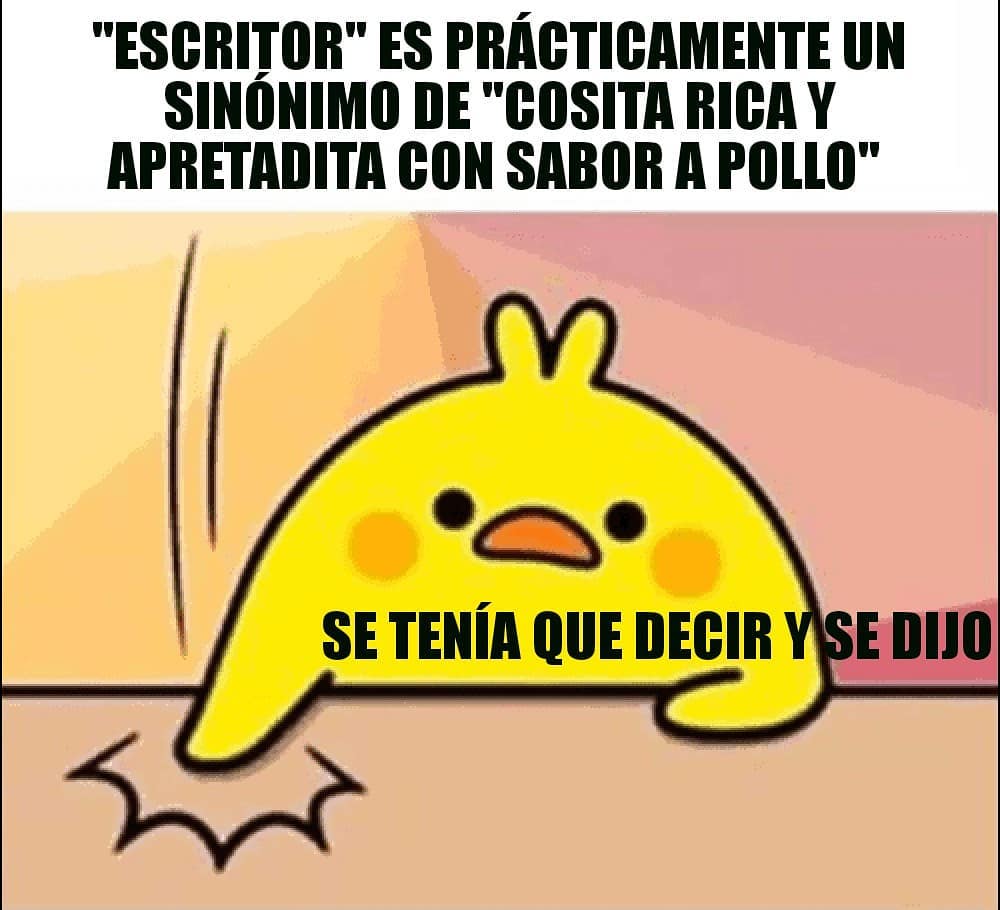 "ESCRITOR" ES PRÁCTICAMENTE UN
SINÓNIMO DE "COSITA RICA Y
APRETADITA CON SABOR A POLLO"
SE TENÍA QUE DECIR Y SE DIJO